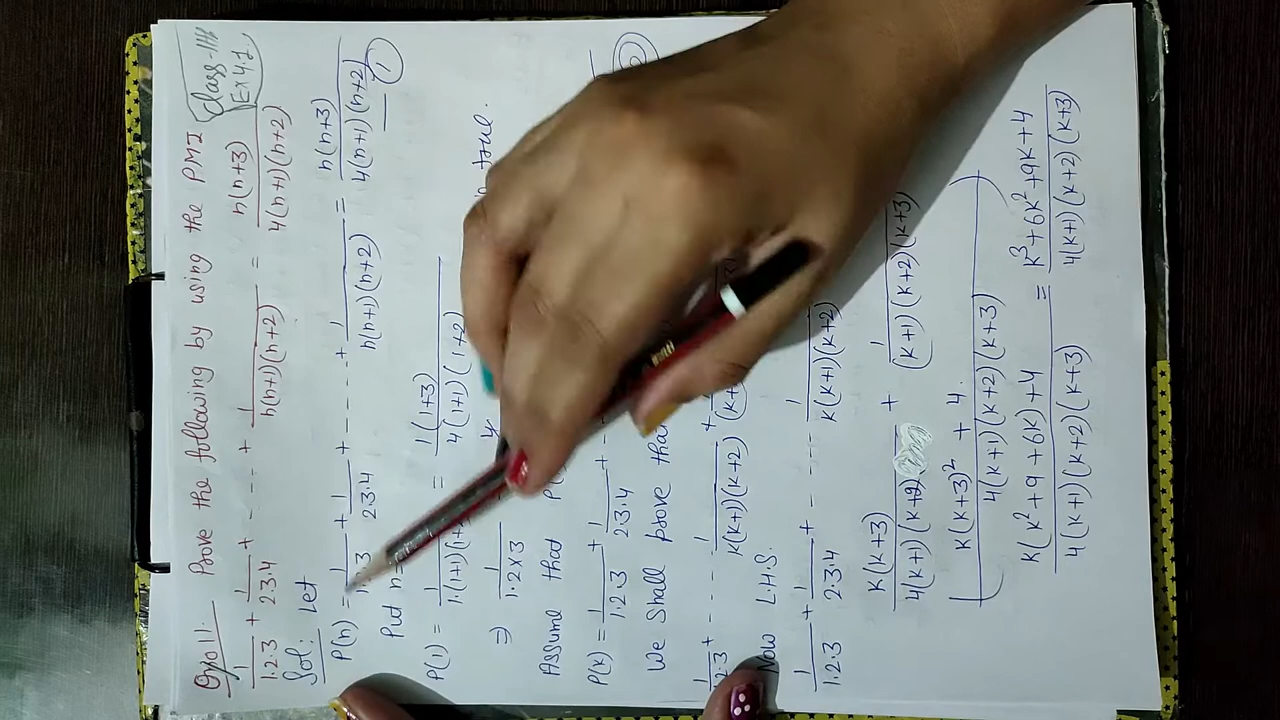 Class-11th
Ex 4.1
Qno11. Prove the following by using the PMI
1/1.2.3 + 1/2.3.4 + - - - + 1/n(n+1)(n+2) = n(n+3)/4(n+1)(n+2)
Sol: Let
P(n) = 1/1.2.3 + 1/2.3.4 + - - - - + 1/n(n+1)(n+2) = n(n+3)/4(n+1)(n+2) — 1
Put n=
P(1) = 1/1.(1+1)(1+2) = 1(1+3)/4(1+1)(1+2)
⇒ 1/1.2×3 true.
Assume that
P(k) = 1/1.2.3 + 1/2.3.4 + -
We Shall prove that
1/1.2.3 + - - - 1/k(k+1)(k+2) +
Now L.H.S.
1/1.2.3 + 1/2.3.4 + - - - - 1/k(k+1)(k+2)
k(k+3)/4(k+1)(k+2) + 1/(k+1)(k+2)(k+3)
k(k+3)² + 4/4(k+1)(k+2)(k+3)
k(k²+9+6k)+4/4(k+1)(k+2)(k+3) = k³+6k²+9k+4/4(k+1)(k+2)(k+3)